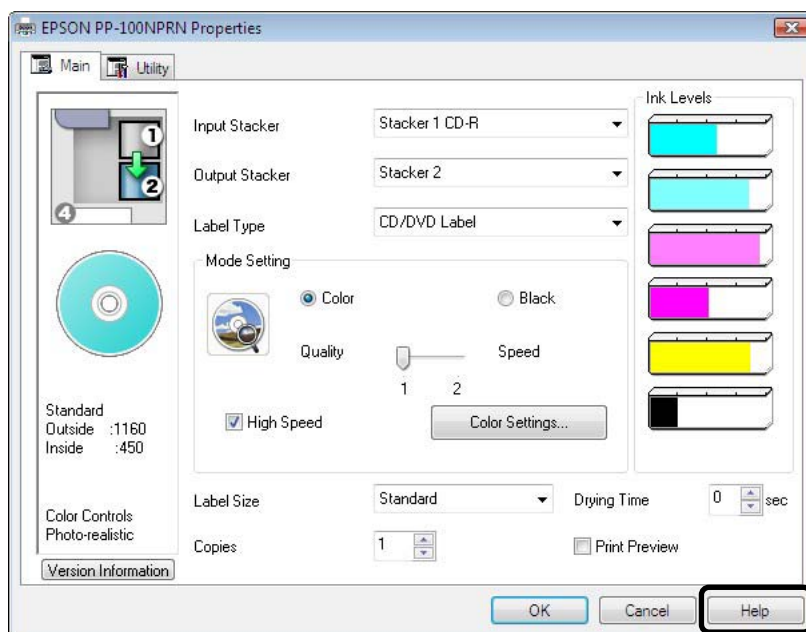 EPSON PP-100NPRN Properties
Main
Utility
1
2
4
Standard
Outside :1160
Inside :450
Color Controls
Photo-realistic
Version Information
Input Stacker
Stacker 1 CD-R
Output Stacker
Stacker 2
Label Type
CD/DVD Label
Mode Setting
Color
Black
Quality
Speed
1 2
High Speed
Color Settings...
Label Size
Standard
Drying Time 0 sec
Copies
1
Print Preview
Ink Levels
OK
Cancel
Help